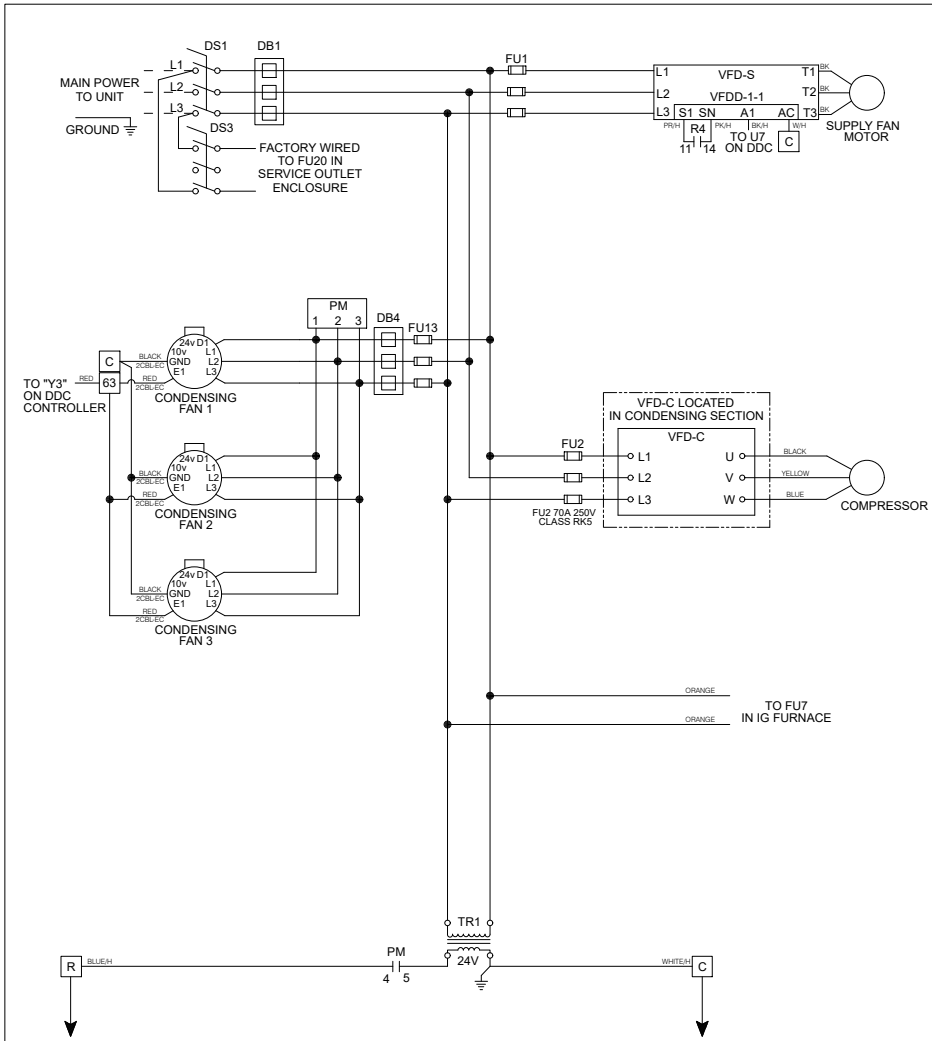 DS1
DB1
FU1
MAIN POWER
TO UNIT
L1
L2
L3
GROUND
DS3
FACTORY WIRED
TO FU20 IN
SERVICE OUTLET
ENCLOSURE
L1 VFD-S T1 BK
L2 VFDD-1-1 T2 BK
L3 S1 SN A1 AC T3 BK
PR/H R4 PK/H BK/H W/H
11 14
TO U7
ON DDC
C
SUPPLY FAN
MOTOR
PM
1 2 3
DB4
FU13
24v D1
10v L1
GND L2
E1 L3
BLACK
2CBL-EC
RED
2CBL-EC
C
63
RED
TO "Y3"
ON DDC
CONTROLLER
CONDENSING
FAN 1
24v D1
10v L1
GND L2
E1 L3
BLACK
2CBL-EC
RED
2CBL-EC
CONDENSING
FAN 2
24v D1
10v L1
GND L2
E1 L3
BLACK
2CBL-EC
RED
2CBL-EC
CONDENSING
FAN 3
VFD-C LOCATED
IN CONDENSING SECTION
VFD-C
FU2
L1 U BLACK
L2 V YELLOW
L3 W BLUE
FU2 70A 250V
CLASS RK5
COMPRESSOR
ORANGE
ORANGE
TO FU7
IN IG FURNACE
TR1
24V
R BLUE/H
PM
4 5
WHITE/H C